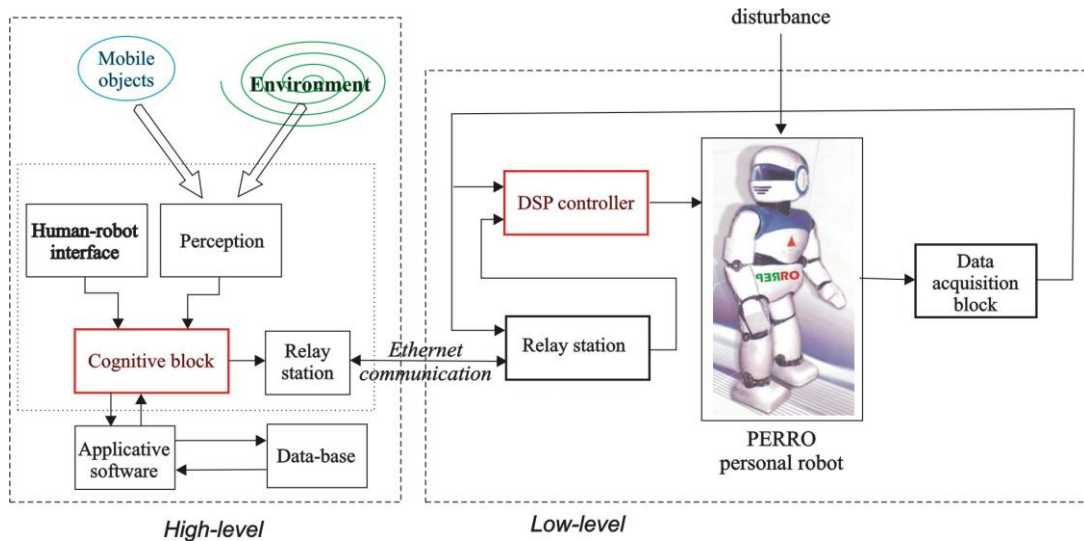 disturbance
Mobile
objects
Environment
Human-robot
interface
Perception
DSP controller
Data
acquisition
block
Cognitive block
Relay
station
Ethernet
communication
Relay station
PERRO
Applicative
software
Data-base
PERRO
personal robot
High-level
Low-level